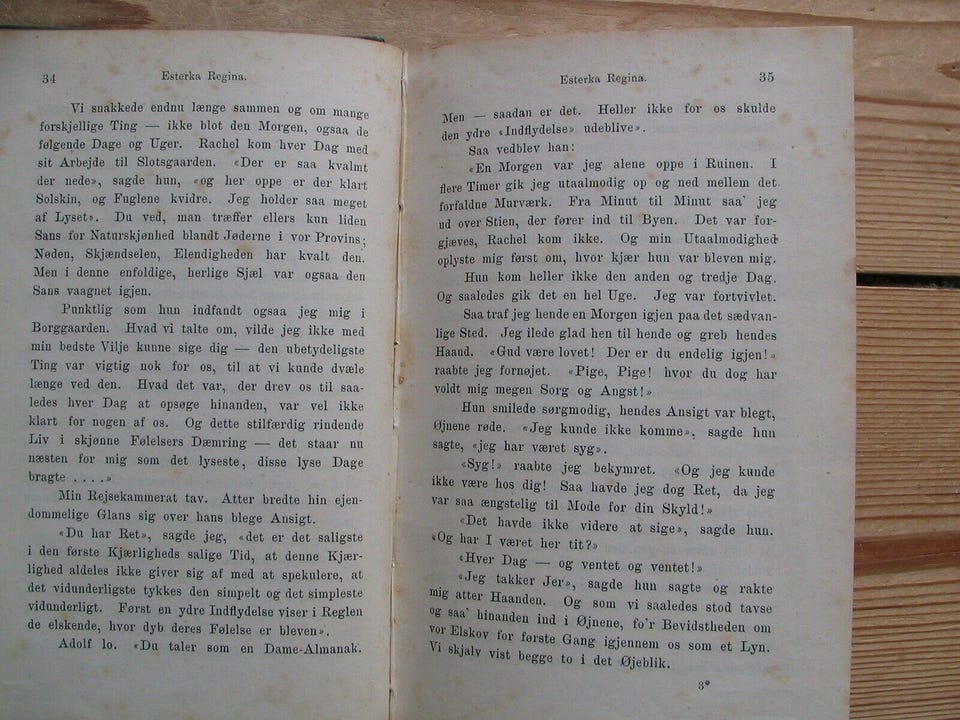 34
Esterka Regina.
Vi snakkede endnu længe sammen og om mange
forskjellige Ting — ikke blot den Morgen, ogsaa de
følgende Dage og Uger. Rachel kom hver Dag med
sit Arbejde til Slotsgaarden. «Der er saa kvalmt
der nede», sagde hun, «og her oppe er der klart
Solskin, og Fuglene kvidre. Jeg holder saa meget
af Lyset». Du ved, man træffer ellers kun liden
Sans for Naturskjønhed blandt Jøderne i vor Provins;
Nøden, Skjændselen, Elendigheden har kvalt den.
Men i denne enfoldige, herlige Sjæl var ogsaa den
Sans vaagnet igjen.
Punktlig som hun indfandt ogsaa jeg mig i
Borggaarden. Hvad vi talte om, vilde jeg ikke med
min bedste Vilje kunne sige dig — den ubetydeligste
Ting var vigtig nok for os, til at vi kunde dvæle
længe ved den. Hvad det var, der drev os til saa-
ledes hver Dag at opsøge hinanden, var vel ikke
klart for nogen af os. Og dette stilfærdig rindende
Liv i skjønne Følelsers Dæmring — det staar nu
næsten for mig som det lyseste, disse lyse Dage
bragte . . . .»
Min Rejsekammerat tav. Atter bredte hin ejen-
dommelige Glans sig over hans blege Ansigt.
«Du har Ret», sagde jeg, «det er det saligste
i den første Kjærligheds salige Tid, at denne Kjær-
lighed aldeles ikke giver sig af med at spekulere, at
det vidunderligste tykkes den simpelt og det simpleste
vidunderligt. Først en ydre Indflydelse viser i Reglen
de elskende, hvor dyb deres Følelse er bleven».
Adolf lo. «Du taler som en Dame-Almanak.
Esterka Regina.
35
Men — saadan er det. Heller ikke for os skulde
den ydre «Indflydelse» udeblive».
Saa vedblev han:
«En Morgen var jeg alene oppe i Ruinen. I
flere Timer gik jeg utaalmodig op og ned mellem det
forfaldne Murværk. Fra Minut til Minut saa' jeg
ud over Stien, der fører ind til Byen. Det var for-
gjæves, Rachel kom ikke. Og min Utaalmodighed
oplyste mig først om, hvor kjær hun var bleven mig.
Hun kom heller ikke den anden og tredje Dag.
Og saaledes gik det en hel Uge. Jeg var fortvivlet.
Saa traf jeg hende en Morgen igjen paa det sædvan-
lige Sted. Jeg ilede glad hen til hende og greb hendes
Haand. «Gud være lovet! Der er du endelig igjen!»
raabte jeg fornøjet. «Pige, Pige! hvor du dog har
voldt mig megen Sorg og Angst!»
Hun smilede sørgmodig, hendes Ansigt var blegt,
Øjnene røde. «Jeg kunde ikke komme», sagde hun
sagte, «jeg har været syg».
«Syg!» raabte jeg bekymret. «Og jeg kunde
ikke være hos dig! Saa havde jeg dog Ret, da jeg
var saa ængstelig til Mode for din Skyld!»
«Det havde ikke videre at sige», sagde hun.
«Og har I været her tit?»
«Hver Dag — og ventet og ventet!»
«Jeg takker Jer», sagde hun sagte og rakte
mig atter Haanden. Og som vi saaledes stod tavse
og saa' hinanden ind i Øjnene, fo'r Bevidstheden om
vor Elskov for første Gang igjennem os som et Lyn.
Vi skjalv vist begge to i det Øjeblik.
3*